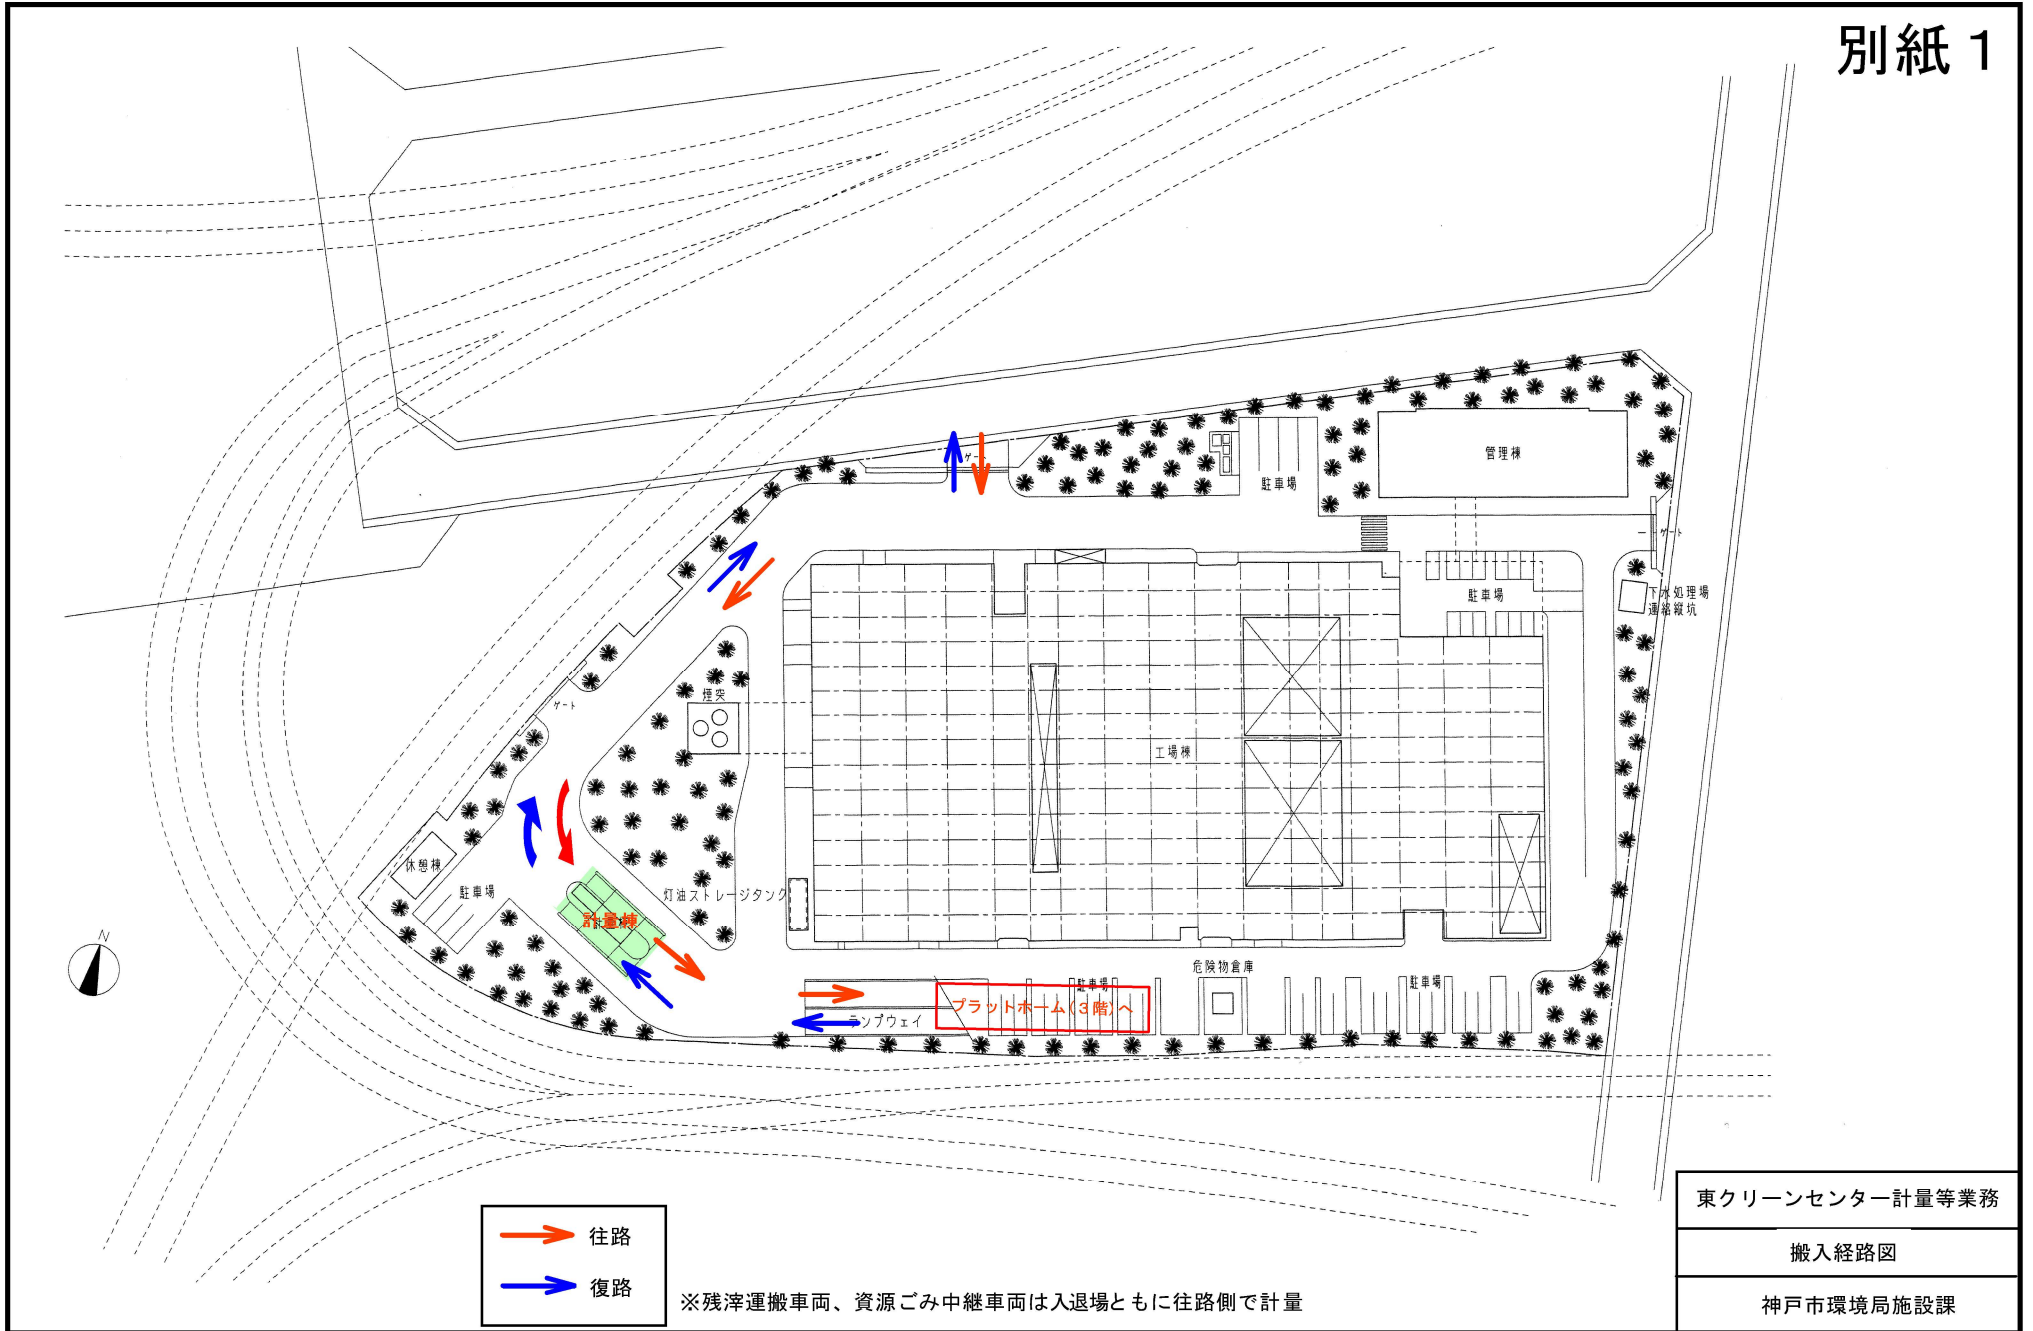 別紙１
ゲート
駐車場
管理棟
ゲート
駐車場
下水処理場
連絡縦坑
煙突
ゲート
工場棟
休憩棟
駐車場
灯油ストレージタンク
計量棟
N
危険物倉庫
駐車場
駐車場
プラットホーム(3階)へ
ランプウェイ
往路
復路
※残滓運搬車両、資源ごみ中継車両は入退場ともに往路側で計量
東クリーンセンター計量等業務
搬入経路図
神戸市環境局施設課